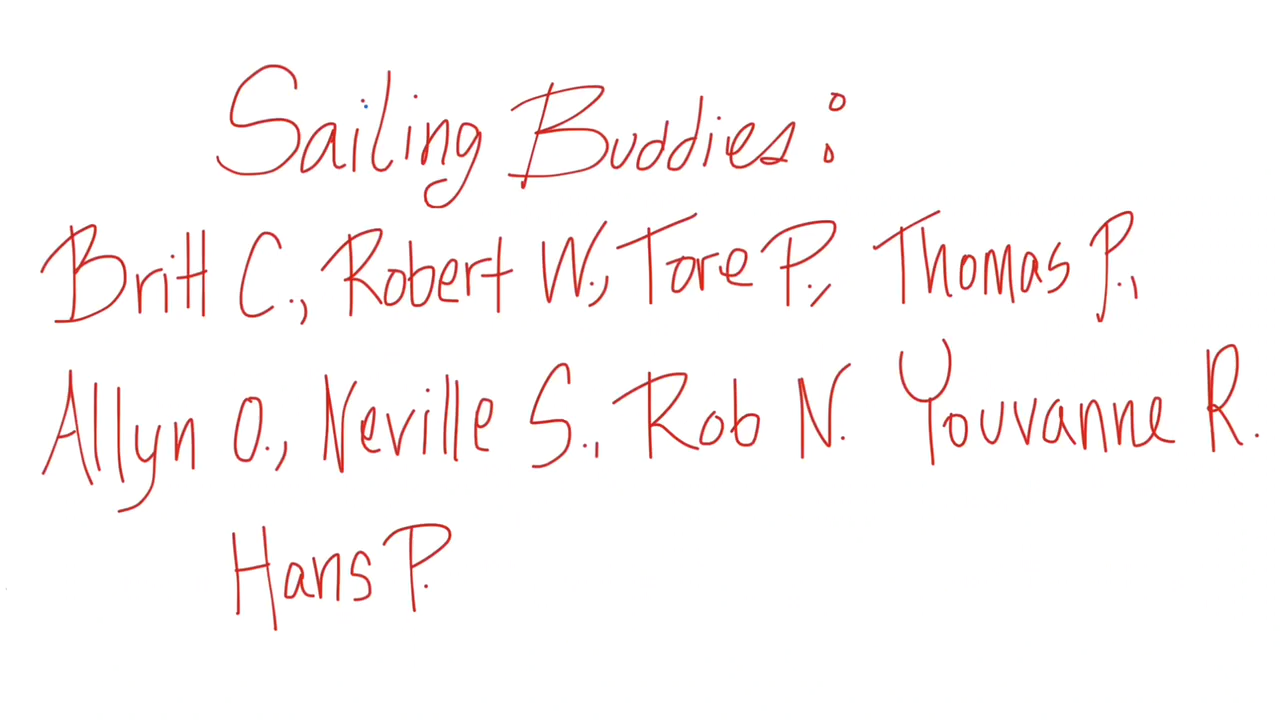 Sailing Buddies:
Britt C., Robert W., Tore P., Thomas P.,
Allyn O., Neville S., Rob N. Youvanne R.
Hans P.